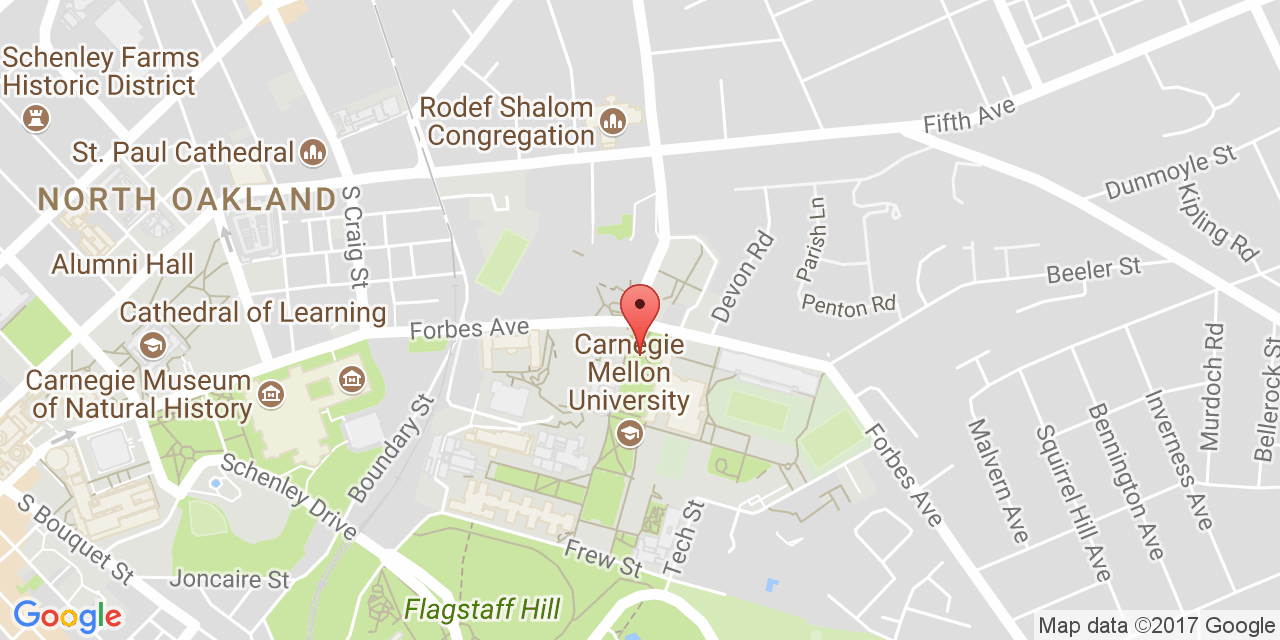 Schenley Farms
Historic District
Rodef Shalom
Congregation
Fifth Ave
St. Paul Cathedral
Dunmoyle St
NORTH OAKLAND
S Craig St
Parish Ln
Kipling Rd
Devon Rd
Alumni Hall
Beeler St
Penton Rd
Cathedral of Learning
Forbes Ave
Carnegie
Mellon
University
Murdoch Rd
Bellerock St
Carnegie Museum
of Natural History
Boundary St
Inverness Ave
Bennington Ave
Squirrel Hill Ave
Malvern Ave
Forbes Ave
Schenley Drive
S Bouquet St
Tech St
Frew St
Joncaire St
Flagstaff Hill
Google
Map data ©2017 Google